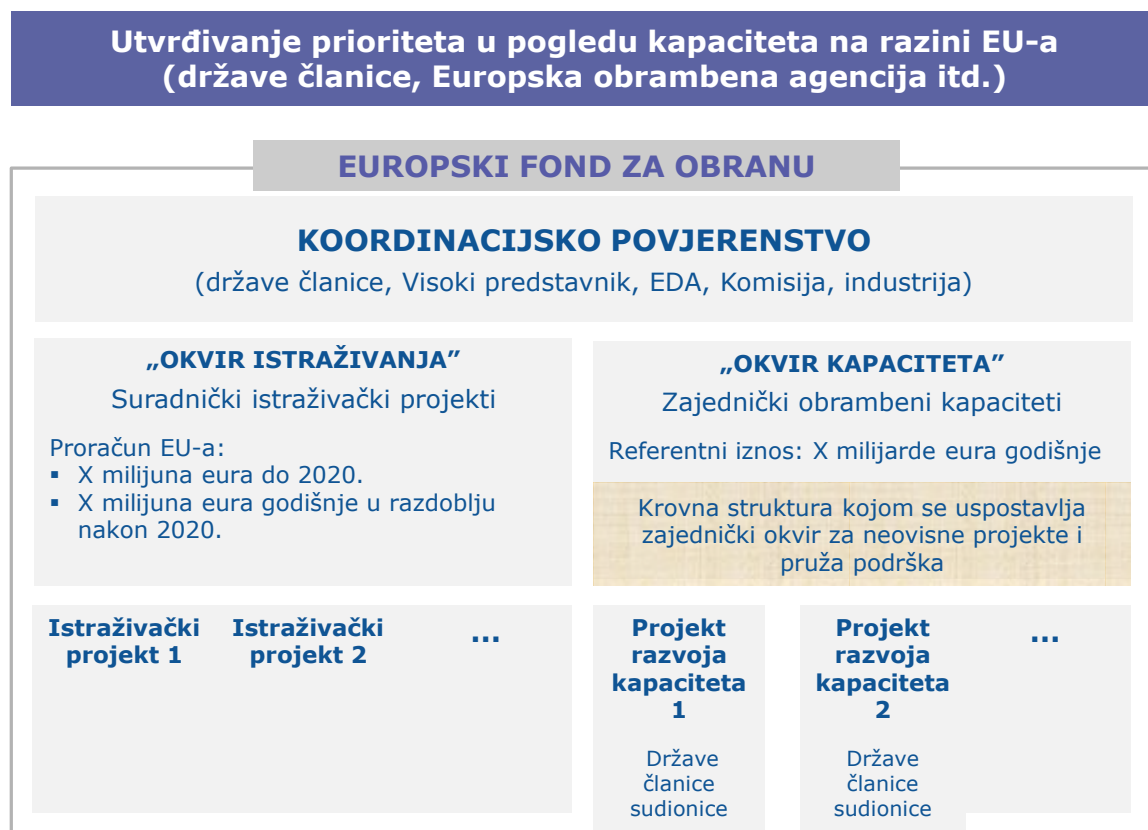 Utvrđivanje prioriteta u pogledu kapaciteta na razini EU-a
(države članice, Europska obrambena agencija itd.)
EUROPSKI FOND ZA OBRANU
KOORDINACIJSKO POVJERENSTVO
(države članice, Visoki predstavnik, EDA, Komisija, industrija)
„OKVIR ISTRAŽIVANJA”
Suradnički istraživački projekti
Proračun EU-a:
▪ X milijuna eura do 2020.
▪ X milijuna eura godišnje u razdoblju
nakon 2020.
„OKVIR KAPACITETA”
Zajednički obrambeni kapaciteti
Referentni iznos: X milijarde eura godišnje
Krovna struktura kojom se uspostavlja
zajednički okvir za neovisne projekte i
pruža podrška
Istraživački
projekt 1
Istraživački
projekt 2
...
Projekt
razvoja
kapaciteta
1
Države
članice
sudionice
Projekt
razvoja
kapaciteta
2
Države
članice
sudionice
...